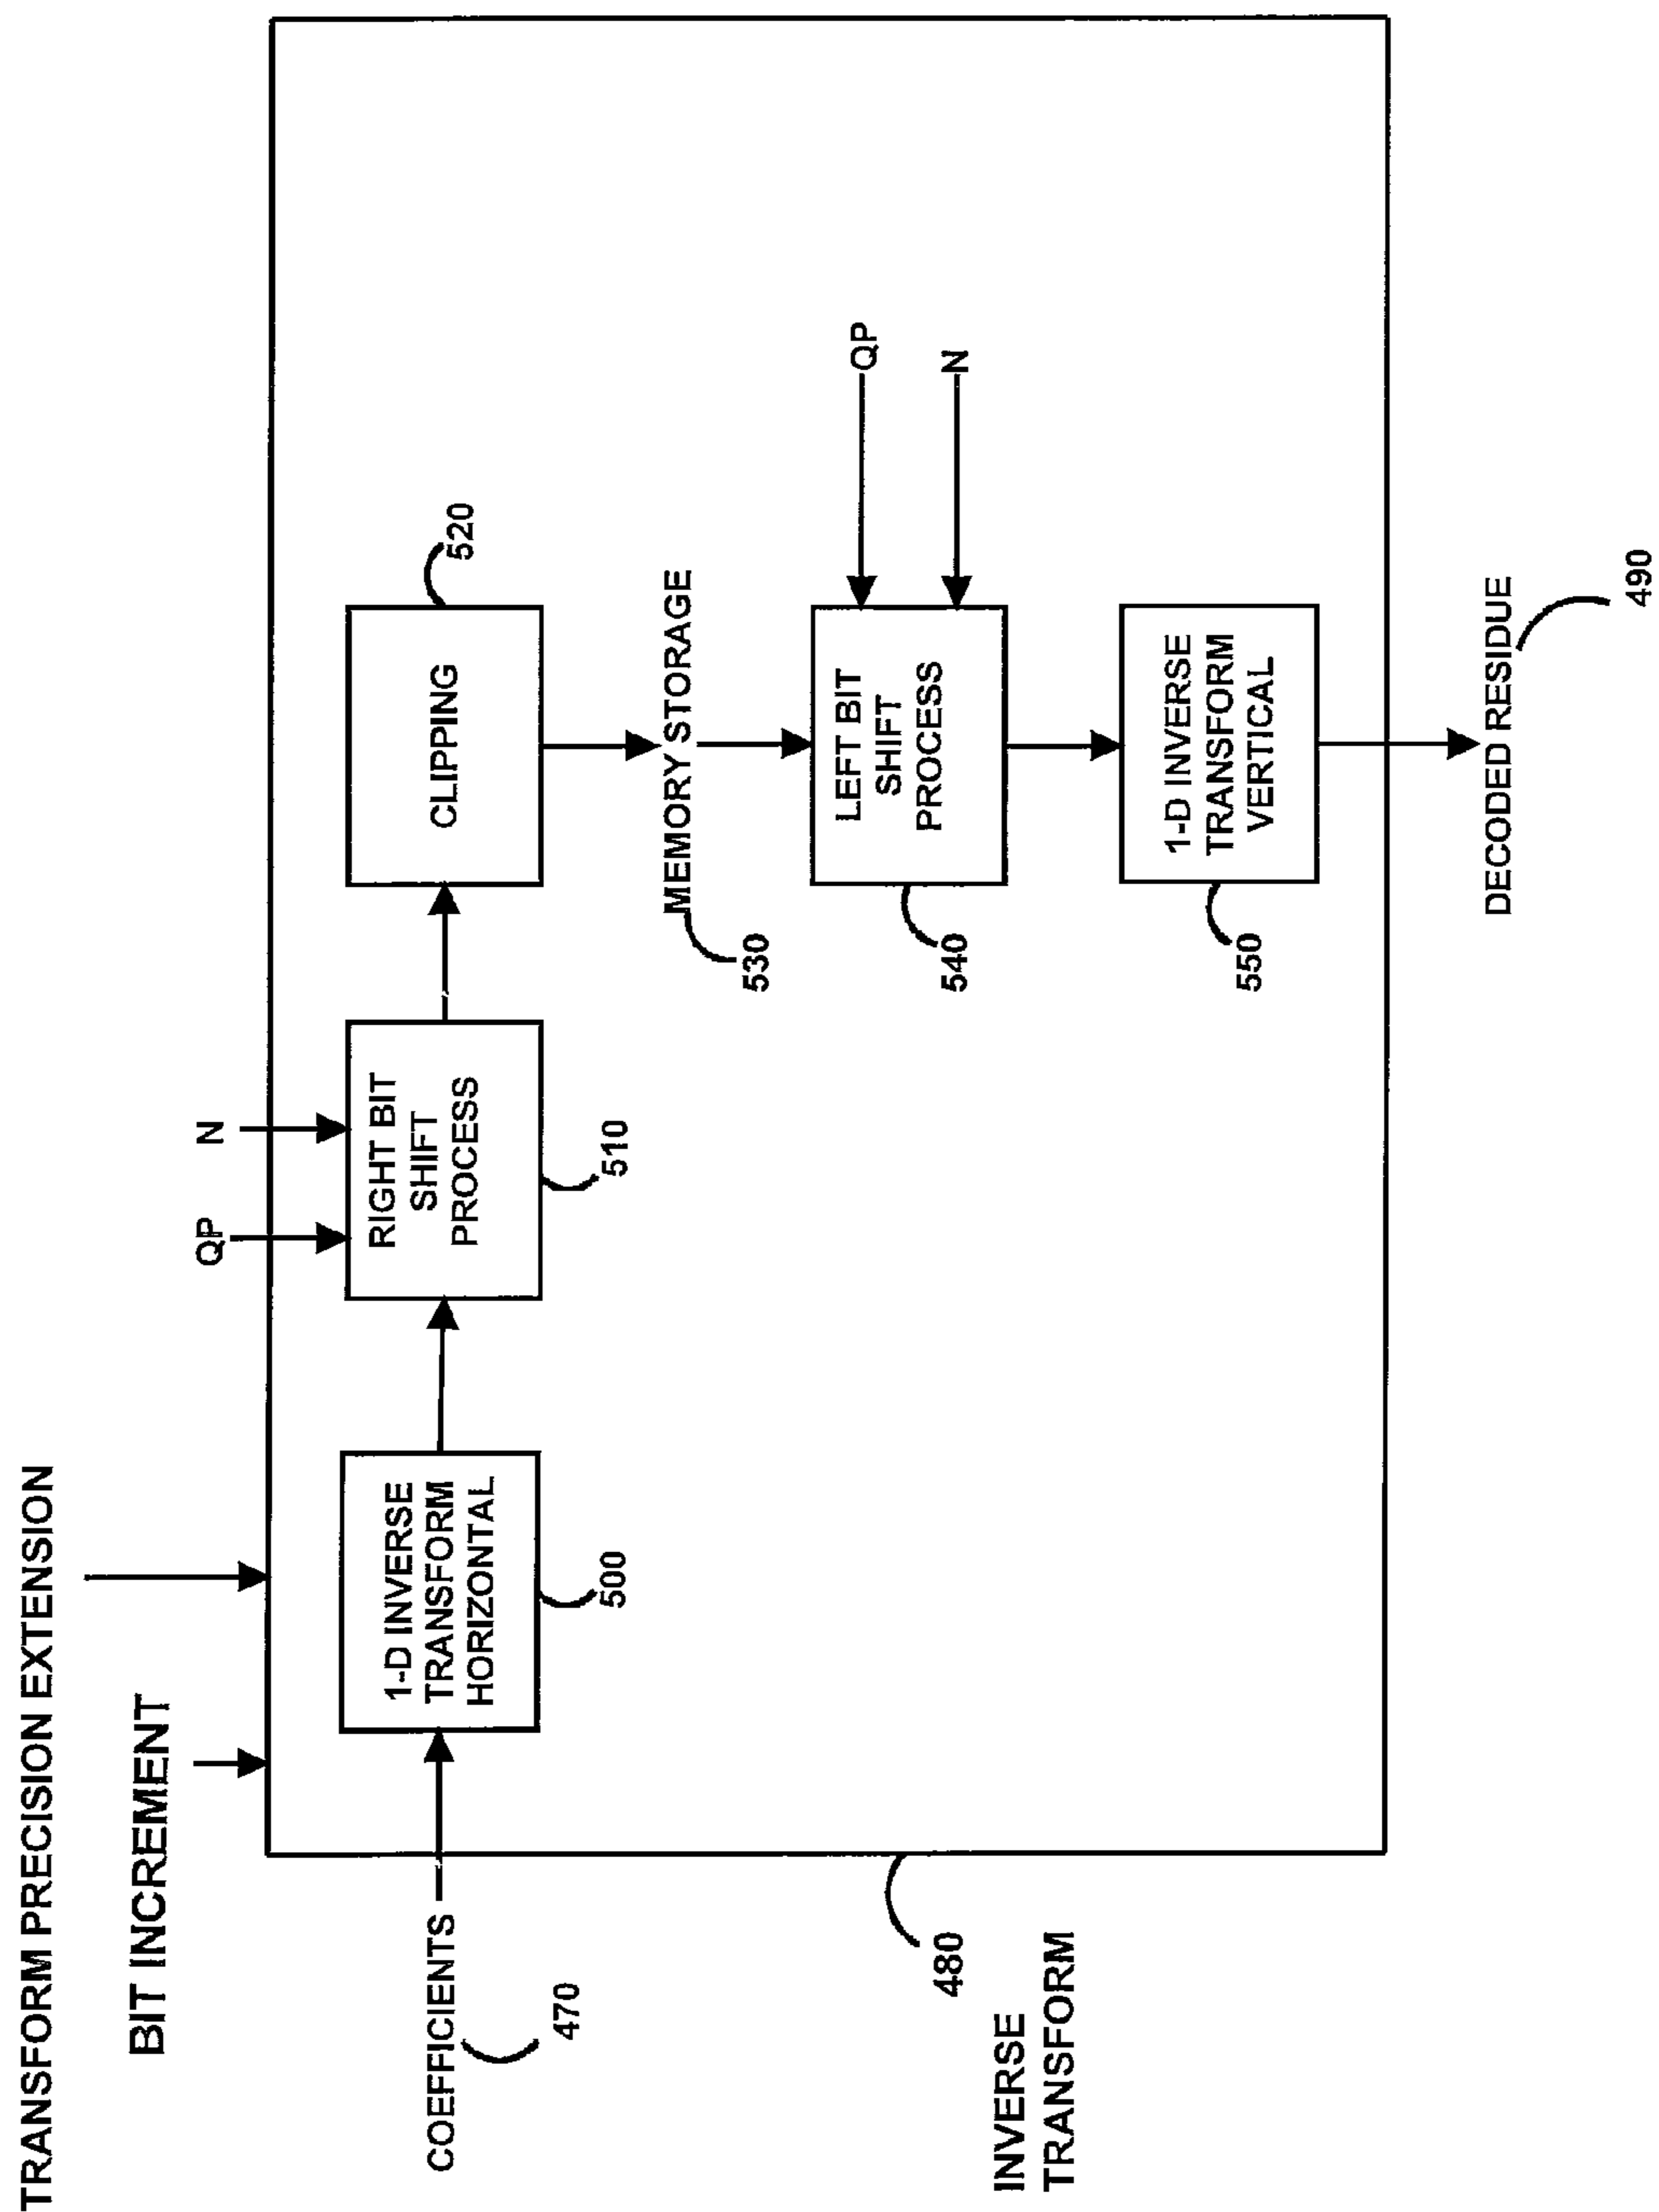 TRANSFORM PRECISION EXTENSION
BIT INCREMENT
QP
N
COEFFICIENTS
470
1-D INVERSE
TRANSFORM
HORIZONTAL
500
RIGHT BIT
SHIFT
PROCESS
510
CLIPPING
520
MEMORY STORAGE
530
LEFT BIT
SHIFT
PROCESS
540
QP
N
1-D INVERSE
TRANSFORM
VERTICAL
550
INVERSE
TRANSFORM
480
DECODED RESIDUE
490